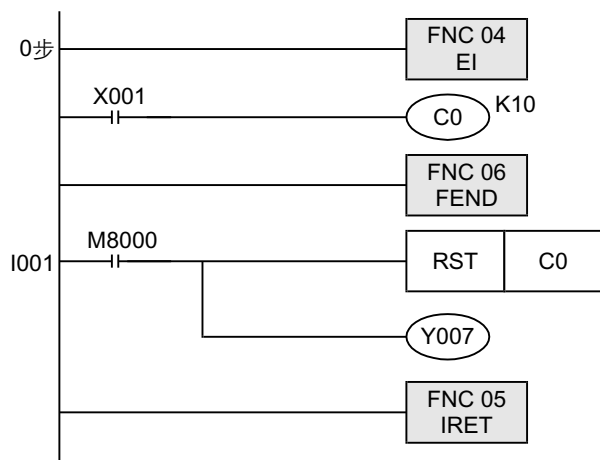 0步
FNC 04
EI
X001
C0
K10
FNC 06
FEND
I001
M8000
RST
C0
Y007
FNC 05
IRET